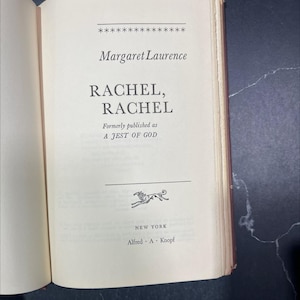 ***************
Margaret Laurence
RACHEL,
RACHEL
Formerly published as
A JEST OF GOD
NEW YORK
Alfred · A · Knopf